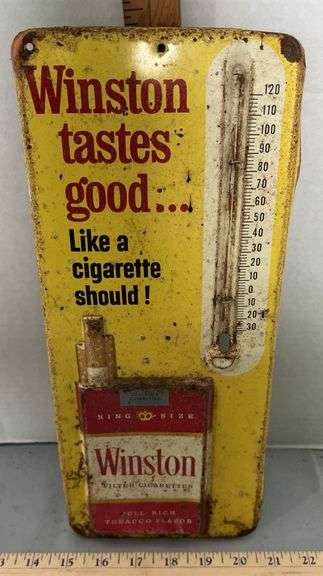 Winston
tastes
good...
Like a
cigarette
should!
120
110
100
90
80
70
60
50
40
30
20
10
0
10
20
30
KING SIZE
Winston
FILTER CIGARETTES
FULL RICH
TOBACCO FLAVOR
13 14 15 16 17 18 19 20 21 22